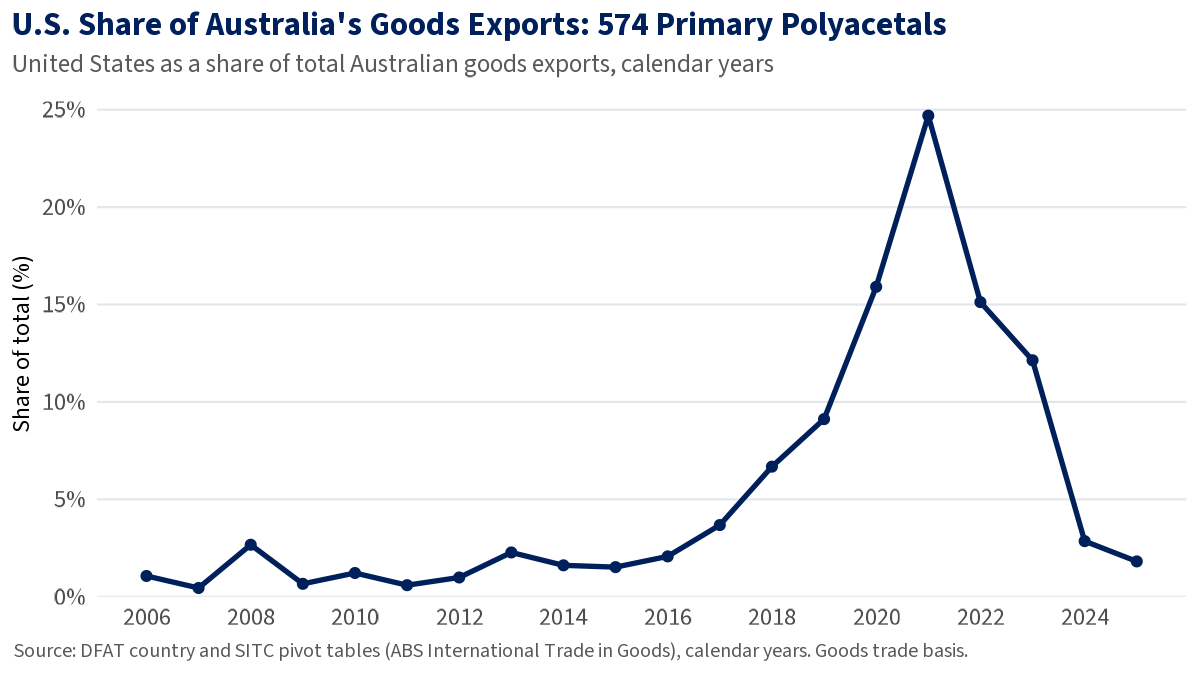 U.S. Share of Australia's Goods Exports: 574 Primary Polyacetals
United States as a share of total Australian goods exports, calendar years
Share of total (%)
25%
20%
15%
10%
5%
0%
2006 2008 2010 2012 2014 2016 2018 2020 2022 2024
Source: DFAT country and SITC pivot tables (ABS International Trade in Goods), calendar years. Goods trade basis.